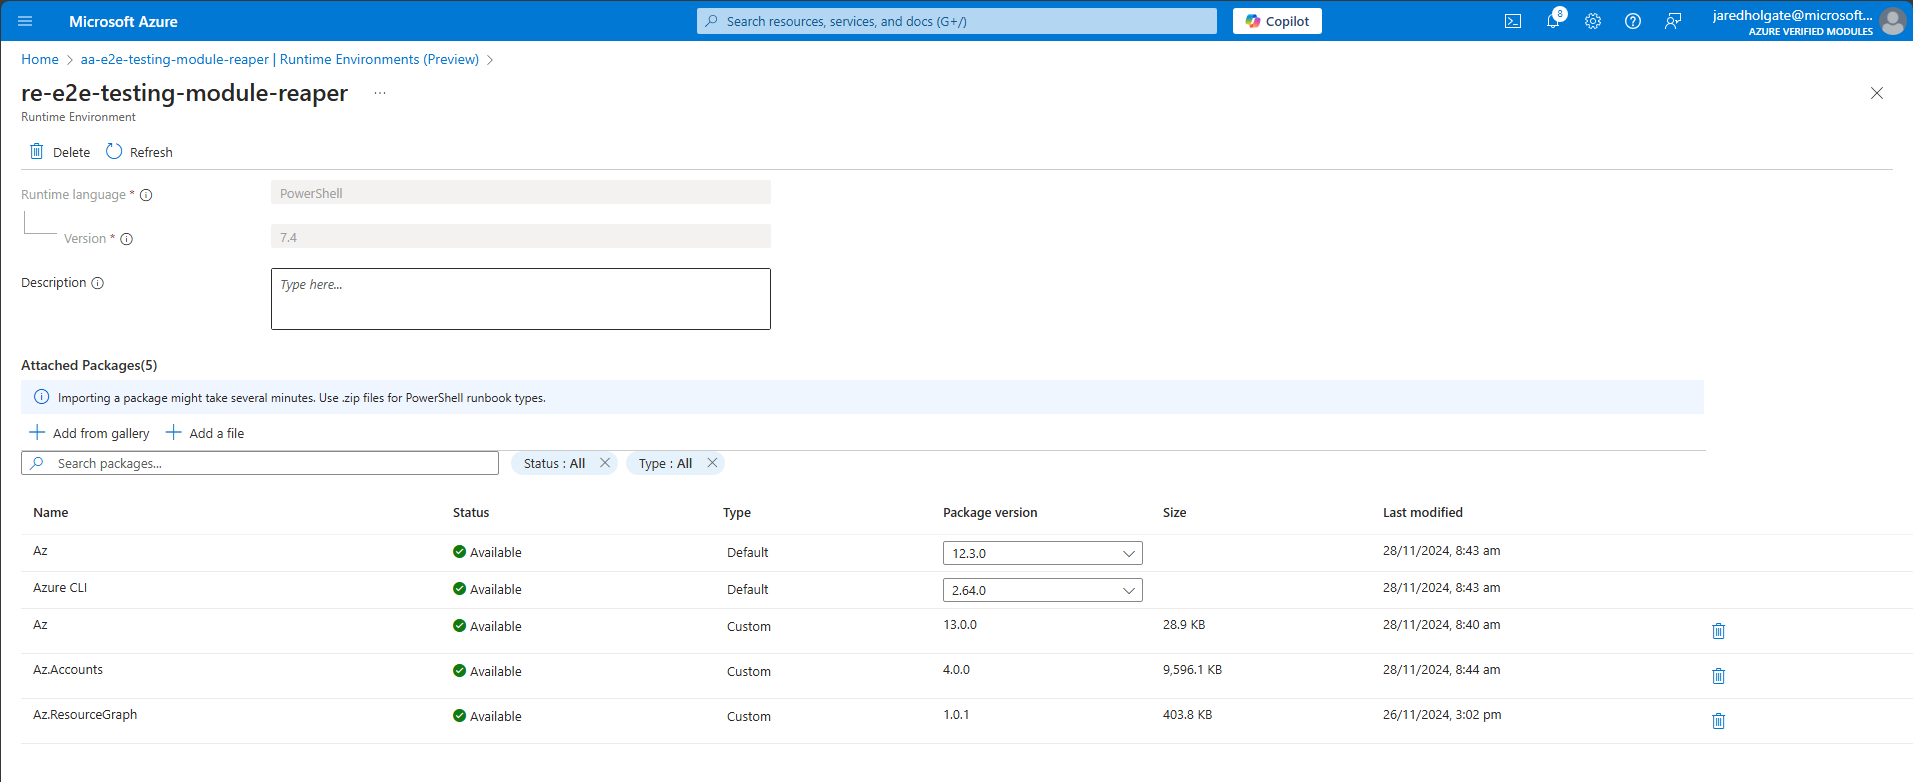 Microsoft Azure
Search resources, services, and docs (G+/)
Copilot
8
jaredholgate@microsoft...
AZURE VERIFIED MODULES
Home > aa-e2e-testing-module-reaper | Runtime Environments (Preview) >
re-e2e-testing-module-reaper ...
Runtime Environment
Delete Refresh
Runtime language * PowerShell
Version * 7.4
Description Type here...
Attached Packages(5)
Importing a package might take several minutes. Use .zip files for PowerShell runbook types.
Add from gallery Add a file
Search packages... Status : All Type : All
Name Status Type Package version Size Last modified
Az Available Default 12.3.0 28/11/2024, 8:43 am
Azure CLI Available Default 2.64.0 28/11/2024, 8:43 am
Az Available Custom 13.0.0 28.9 KB 28/11/2024, 8:40 am
Az.Accounts Available Custom 4.0.0 9,596.1 KB 28/11/2024, 8:44 am
Az.ResourceGraph Available Custom 1.0.1 403.8 KB 26/11/2024, 3:02 pm